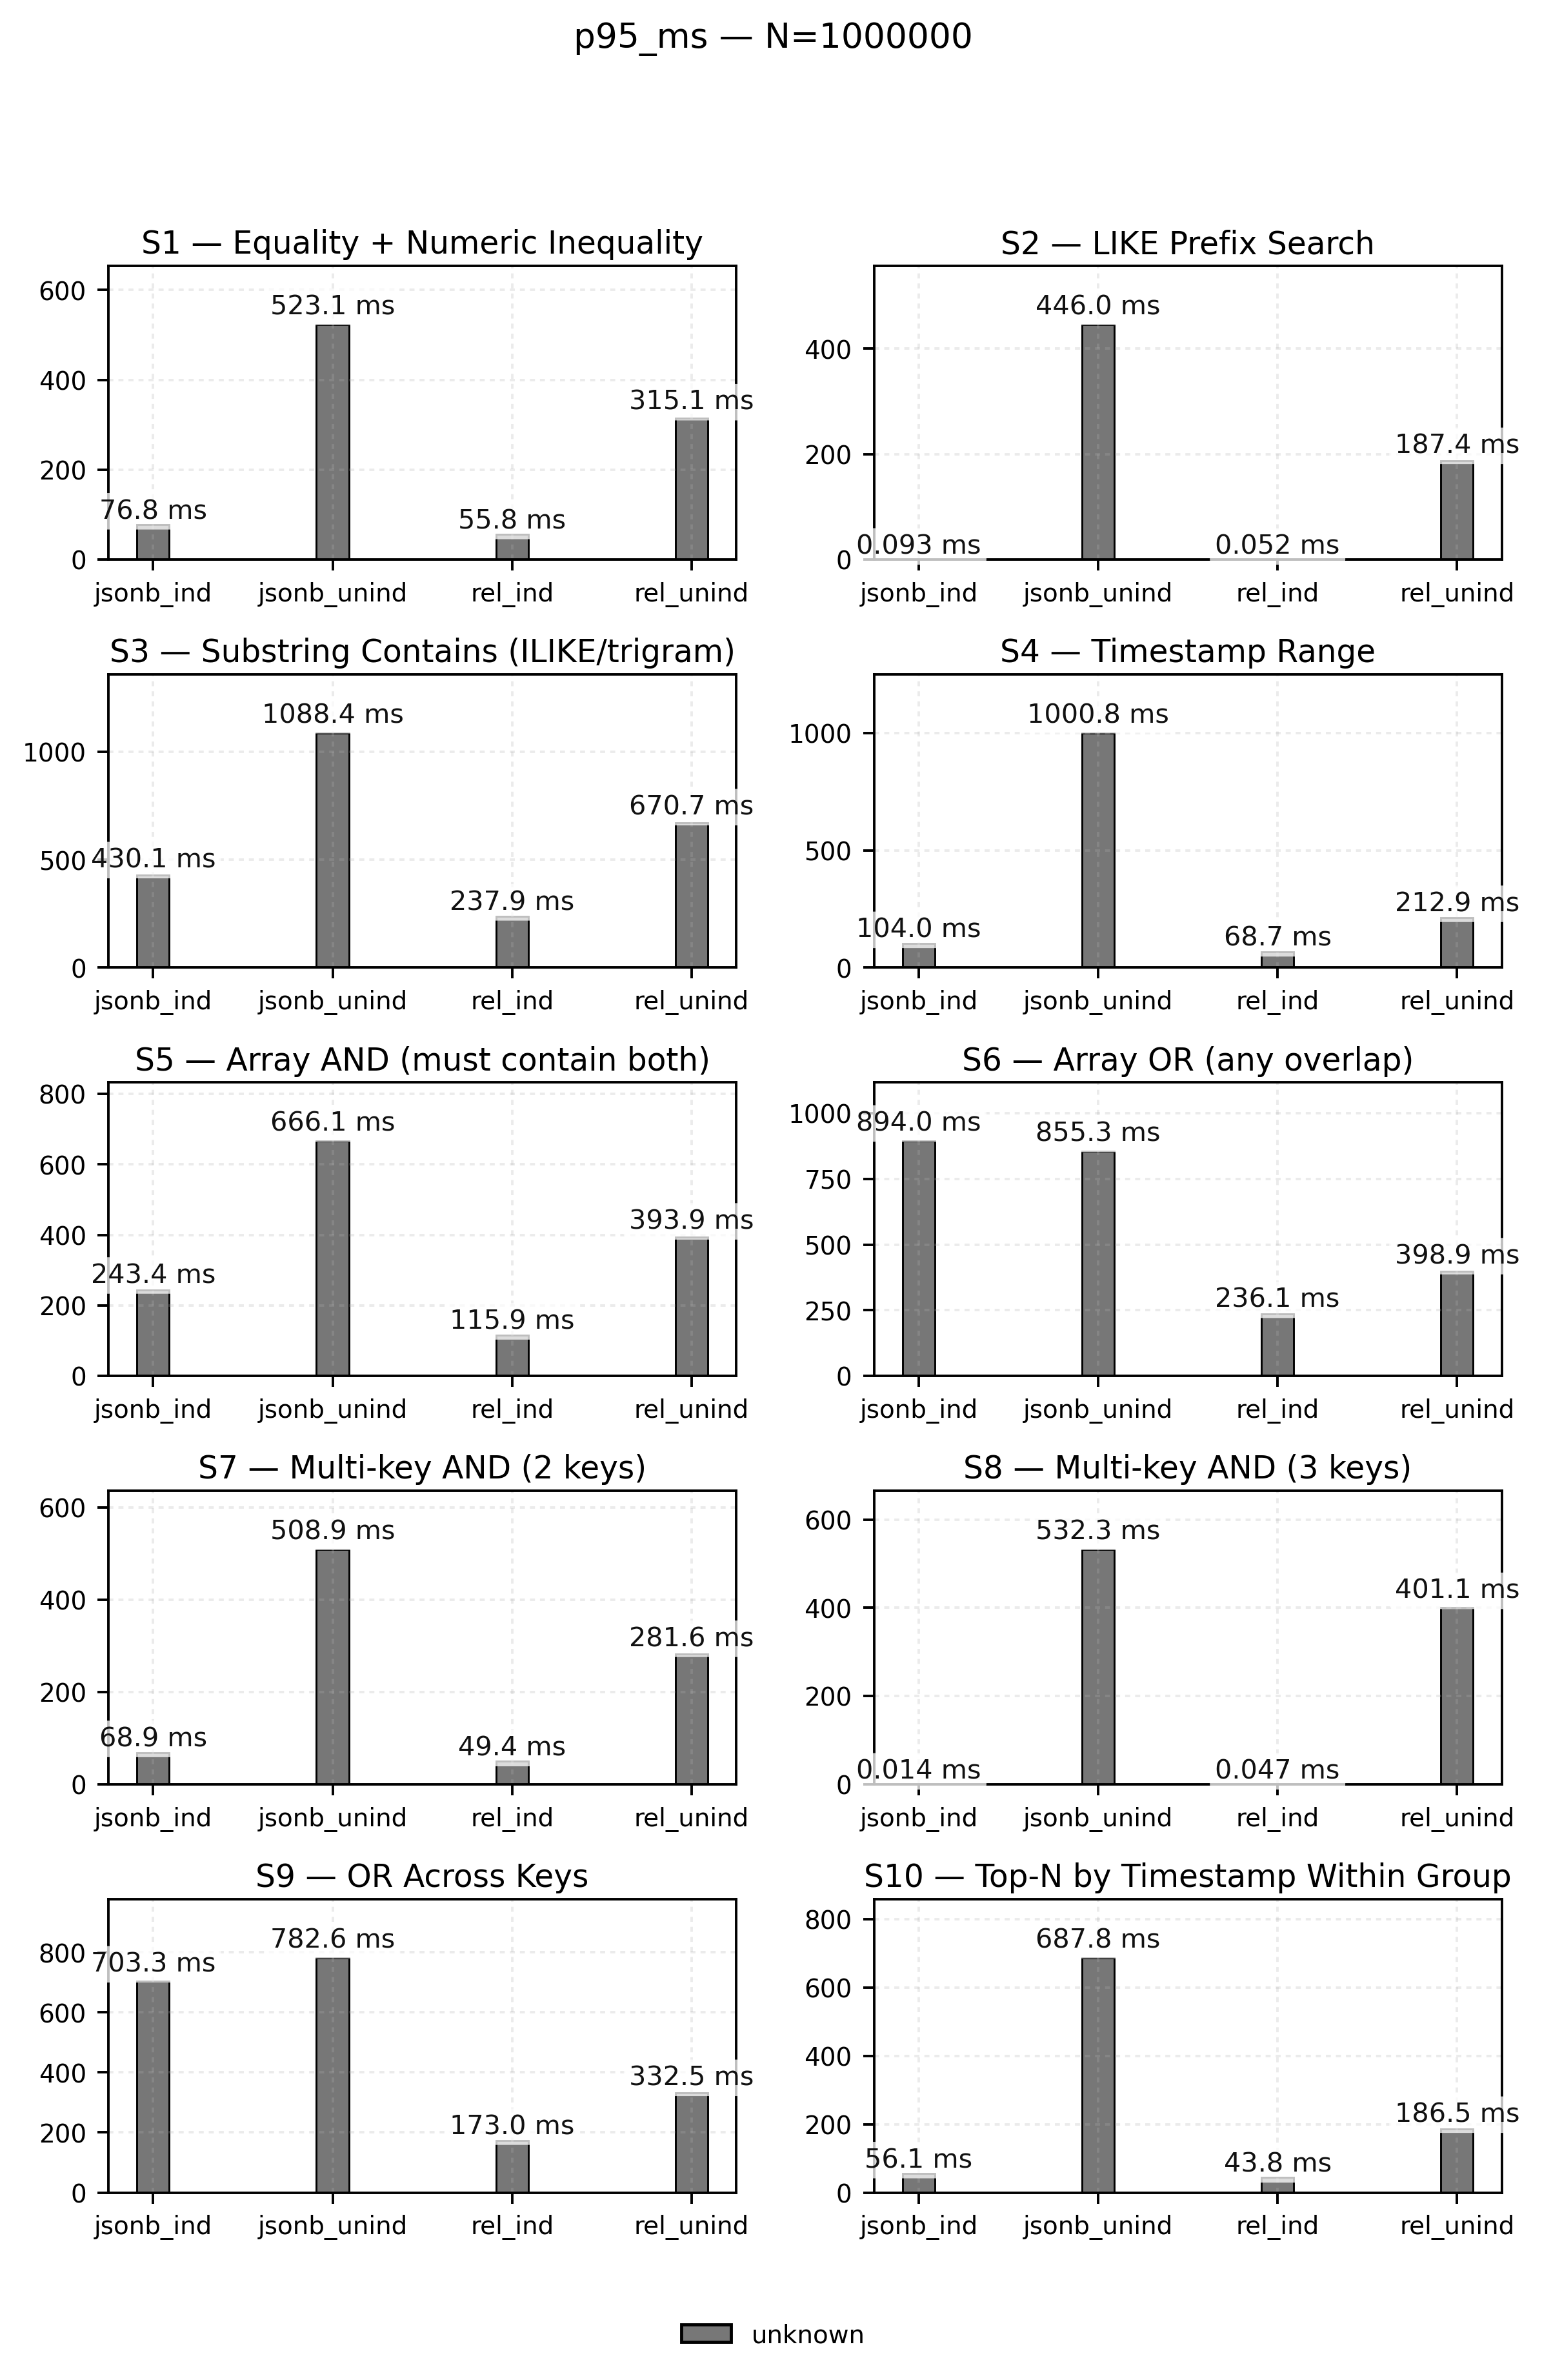 p95_ms — N=1000000
S1 — Equality + Numeric Inequality
600
400
200
0
76.8 ms
523.1 ms
55.8 ms
315.1 ms
jsonb_ind
jsonb_unind
rel_ind
rel_unind
S2 — LIKE Prefix Search
400
200
0
0.093 ms
446.0 ms
0.052 ms
187.4 ms
jsonb_ind
jsonb_unind
rel_ind
rel_unind
S3 — Substring Contains (ILIKE/trigram)
1000
500
0
430.1 ms
1088.4 ms
237.9 ms
670.7 ms
jsonb_ind
jsonb_unind
rel_ind
rel_unind
S4 — Timestamp Range
1000
500
0
104.0 ms
1000.8 ms
68.7 ms
212.9 ms
jsonb_ind
jsonb_unind
rel_ind
rel_unind
S5 — Array AND (must contain both)
800
600
400
200
0
243.4 ms
666.1 ms
115.9 ms
393.9 ms
jsonb_ind
jsonb_unind
rel_ind
rel_unind
S6 — Array OR (any overlap)
1000
750
500
250
0
894.0 ms
855.3 ms
236.1 ms
398.9 ms
jsonb_ind
jsonb_unind
rel_ind
rel_unind
S7 — Multi-key AND (2 keys)
600
400
200
0
68.9 ms
508.9 ms
49.4 ms
281.6 ms
jsonb_ind
jsonb_unind
rel_ind
rel_unind
S8 — Multi-key AND (3 keys)
600
400
200
0
0.014 ms
532.3 ms
0.047 ms
401.1 ms
jsonb_ind
jsonb_unind
rel_ind
rel_unind
S9 — OR Across Keys
800
600
400
200
0
703.3 ms
782.6 ms
173.0 ms
332.5 ms
jsonb_ind
jsonb_unind
rel_ind
rel_unind
S10 — Top-N by Timestamp Within Group
800
600
400
200
0
56.1 ms
687.8 ms
43.8 ms
186.5 ms
jsonb_ind
jsonb_unind
rel_ind
rel_unind
unknown